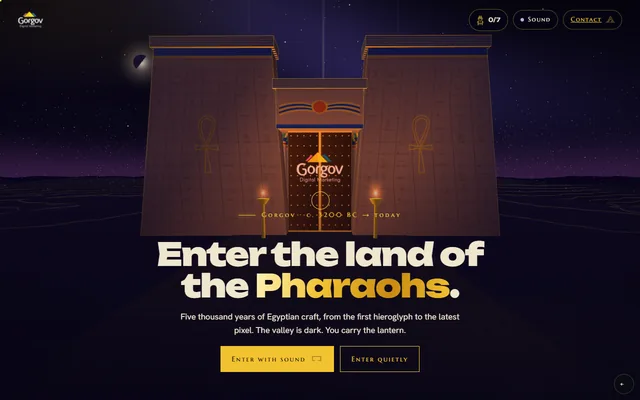 Gorgov
Digital Marketing
0/7
Sound
Contact
Gorgov
Digital Marketing
Gorgov c. 3200 BC → today
Enter the land of
the Pharaohs.
Five thousand years of Egyptian craft, from the first hieroglyph to the latest
pixel. The valley is dark. You carry the lantern.
Enter with sound
Enter quietly